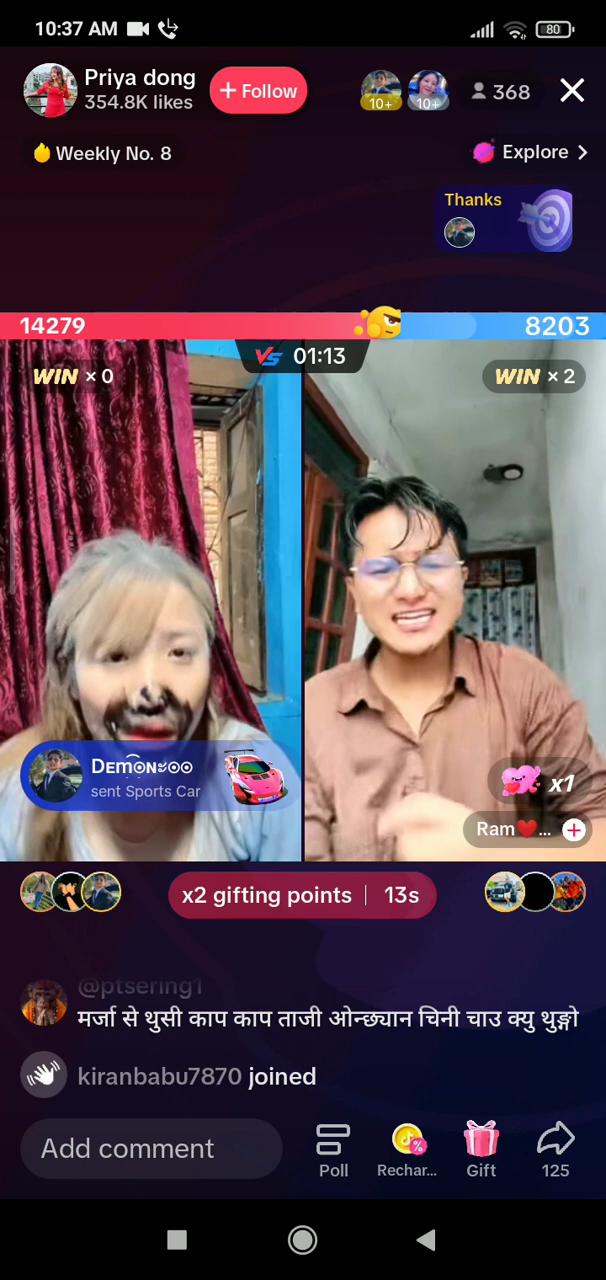 10:37 AM
80
Priya dong
354.8K likes
+ Follow
10+
10+
368
Weekly No. 8
Explore
Thanks
14279
8203
VS 01:13
WIN × 0
WIN × 2
Dᴇᴍ
sent Sports Car
x1
Ram❤️...
x2 gifting points | 13s
@ptsering1
मर्जा से थुसी काप काप ताजी ओन्छ्यान चिनी चाउ क्यु थुङ्गो
kiranbabu7870 joined
Add comment
Poll
Rechar...
Gift
125